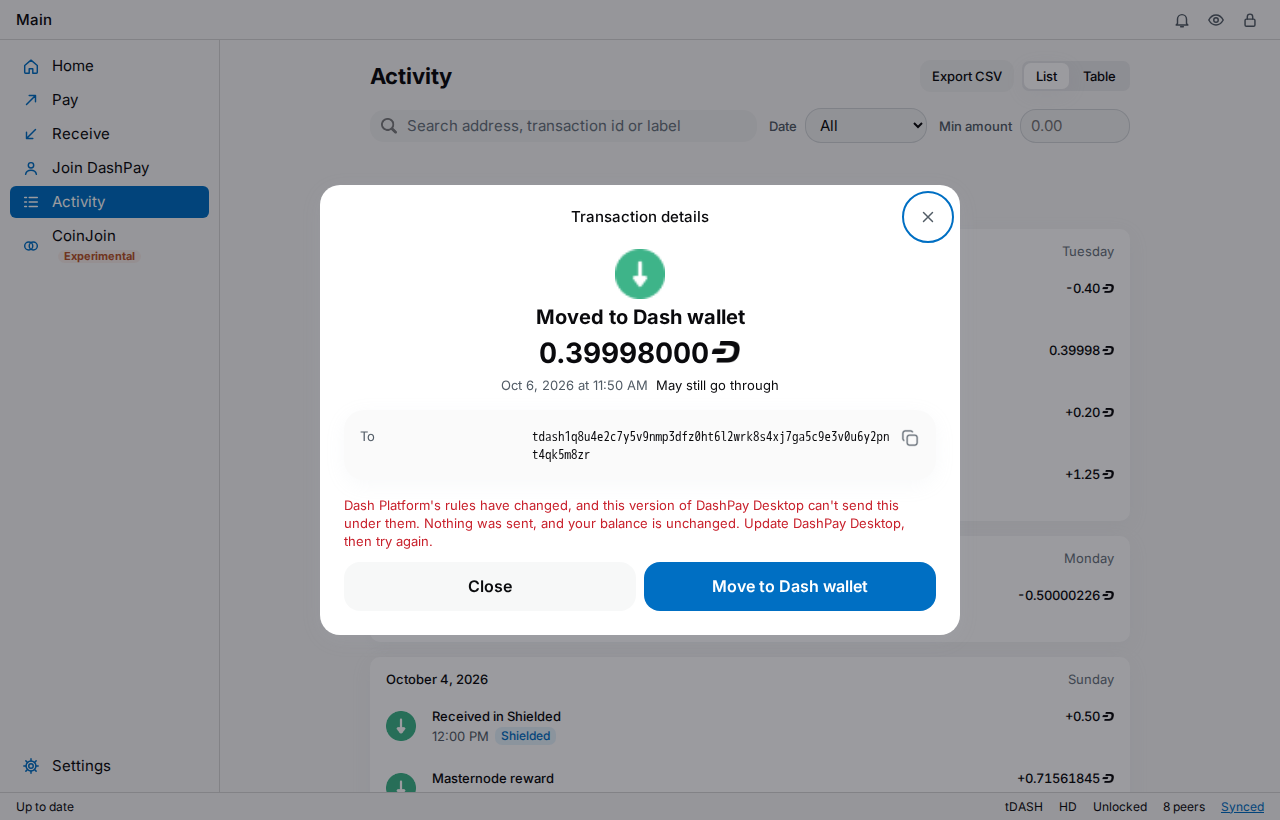 Main
Home
Pay
Receive
Join DashPay
Activity
CoinJoin
Experimental
Settings
Activity
Export CSV
List
Table
Search address, transaction id or label
Date
All
Min amount
0.00
Tuesday
-0.40
0.39998
+0.20
+1.25
Monday
-0.50000226
October 4, 2026
Sunday
Received in Shielded
+0.50
12:00 PM
Shielded
Masternode reward
+0.71561845
Transaction details
Moved to Dash wallet
0.39998000
Oct 6, 2026 at 11:50 AM May still go through
To
tdash1q8u4e2c7y5v9nmp3dfz0ht6l2wrk8s4xj7ga5c9e3v0u6y2pn
t4qk5m8zr
Dash Platform's rules have changed, and this version of DashPay Desktop can't send this
under them. Nothing was sent, and your balance is unchanged. Update DashPay Desktop,
then try again.
Close
Move to Dash wallet
Up to date
tDASH
HD
Unlocked
8 peers
Synced